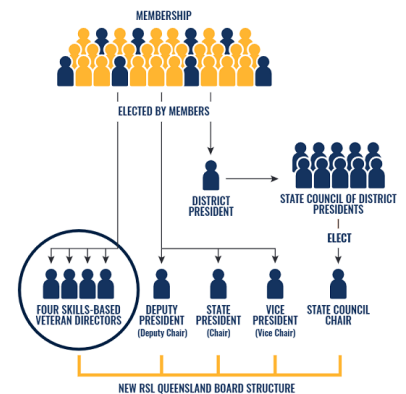 MEMBERSHIP
ELECTED BY MEMBERS
DISTRICT
PRESIDENT
STATE COUNCIL OF DISTRICT
PRESIDENTS
ELECT
FOUR SKILLS-BASED
VETERAN DIRECTORS
DEPUTY
PRESIDENT
(Deputy Chair)
STATE
PRESIDENT
(Chair)
VICE
PRESIDENT
(Vice Chair)
STATE COUNCIL
CHAIR
NEW RSL QUEENSLAND BOARD STRUCTURE